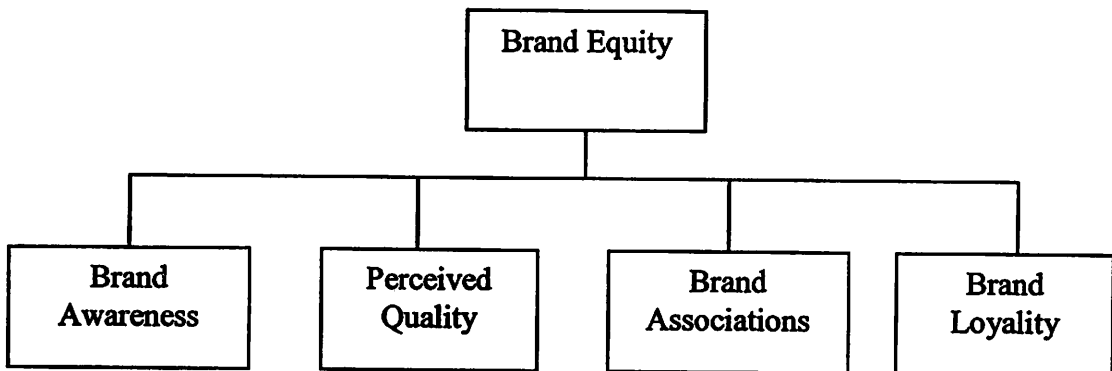 Brand Equity
Brand
Awareness
Perceived
Quality
Brand
Associations
Brand
Loyality